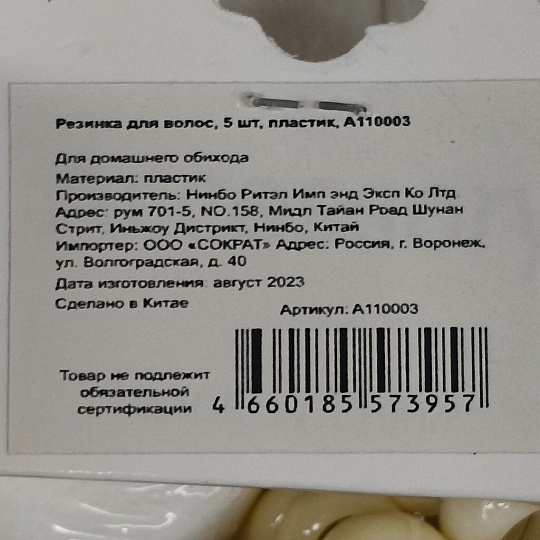 Резинка для волос, 5 шт, пластик, А110003
Для домашнего обихода
Материал: пластик
Производитель: Нинбо Ритэл Имп энд Эксп Ко Лтд
Адрес: рум 701-5, NO.158, Мидл Тайан Роад Шунан
Стрит, Иньжоу Дистрикт, Нинбо, Китай
Импортер: ООО «СОКРАТ» Адрес: Россия, г. Воронеж,
ул. Волгоградская, д. 40
Дата изготовления: август 2023
Сделано в Китае
Артикул: А110003
Товар не подлежит
обязательной
сертификации
4 660185 573957